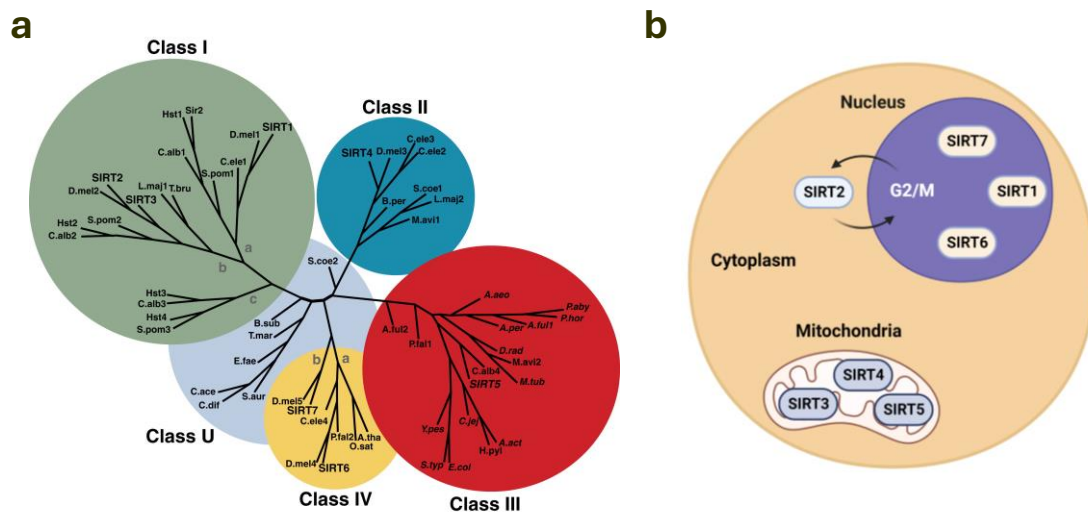 a
Class I
Hst1
Sir2
D.mel1
SIRT1
C.alb1
C.ele1
S.pom1
SIRT2
L.maj1
T.bru
D.mel2
SIRT3
S.pom2
Hst2
C.alb2
a
b
c
Hst3
C.alb3
Hst4
S.pom3
Class II
C.ele3
D.mel3
C.ele2
SIRT4
S.coe1
L.maj2
B.per
M.avi1
S.coe2
B.sub
T.mar
E.fae
C.ace
C.dif
S.aur
Class U
b
a
D.mel5
SIRT7
C.ele4
P.fal2
A.tha
O.sat
D.mel4
SIRT6
Class IV
A.aeo
P.aby
P.hor
A.ful2
A.per
A.ful1
P.fal1
D.rad
M.avi2
C.alb4
SIRT5
M.tub
Y.pes
C.jej
A.act
H.pyl
S.typ
E.col
Class III
b
Nucleus
SIRT7
SIRT2
G2/M
SIRT1
SIRT6
Cytoplasm
Mitochondria
SIRT4
SIRT3
SIRT5